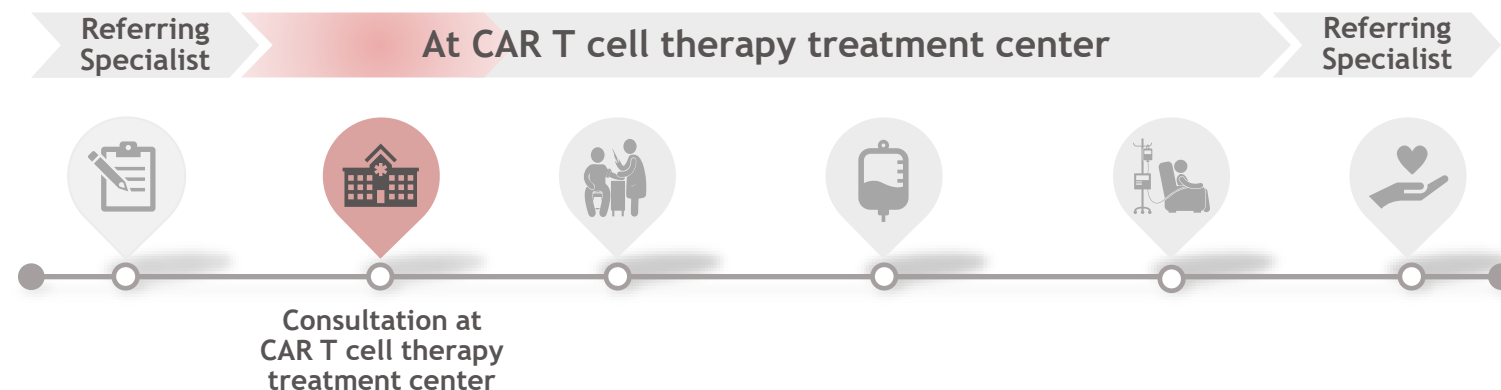 Referring
Specialist
At CAR T cell therapy treatment center
Referring
Specialist
Consultation at
CAR T cell therapy
treatment center